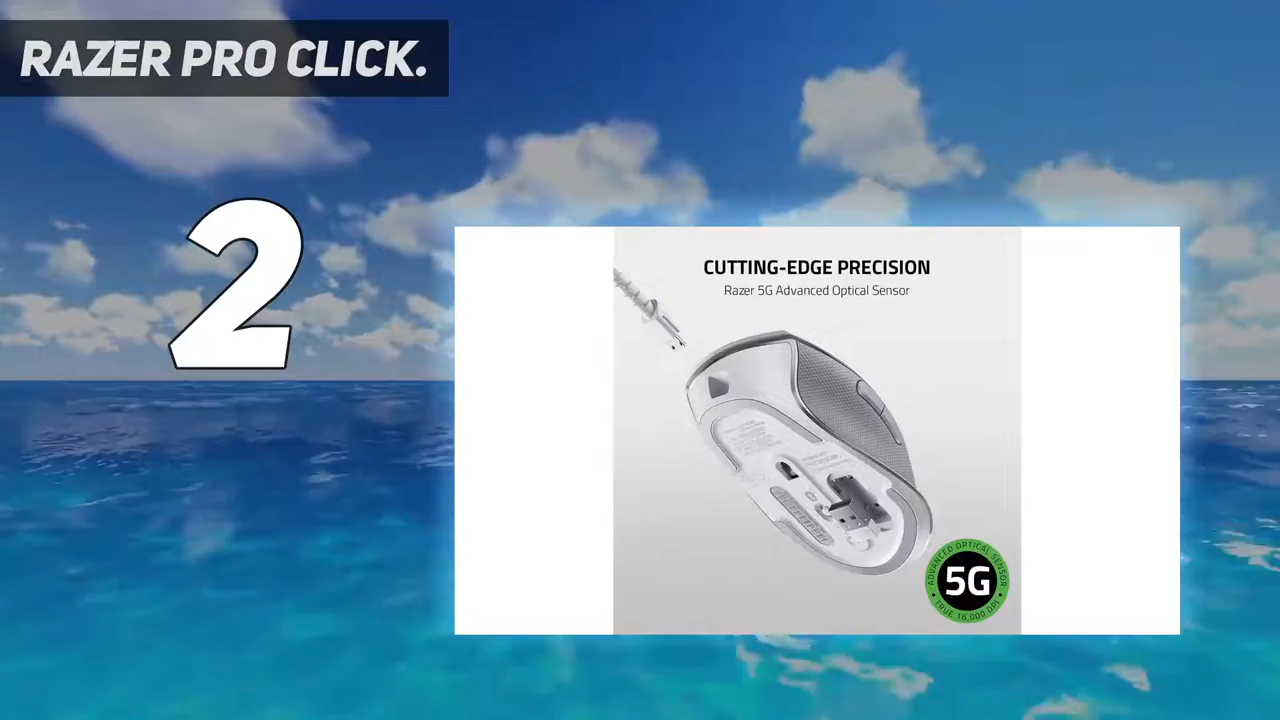 RAZER PRO CLICK.
2
CUTTING-EDGE PRECISION
Razer 5G Advanced Optical Sensor
ADVANCED OPTICAL SENSOR
5G
• TRUE 16,000 DPI •